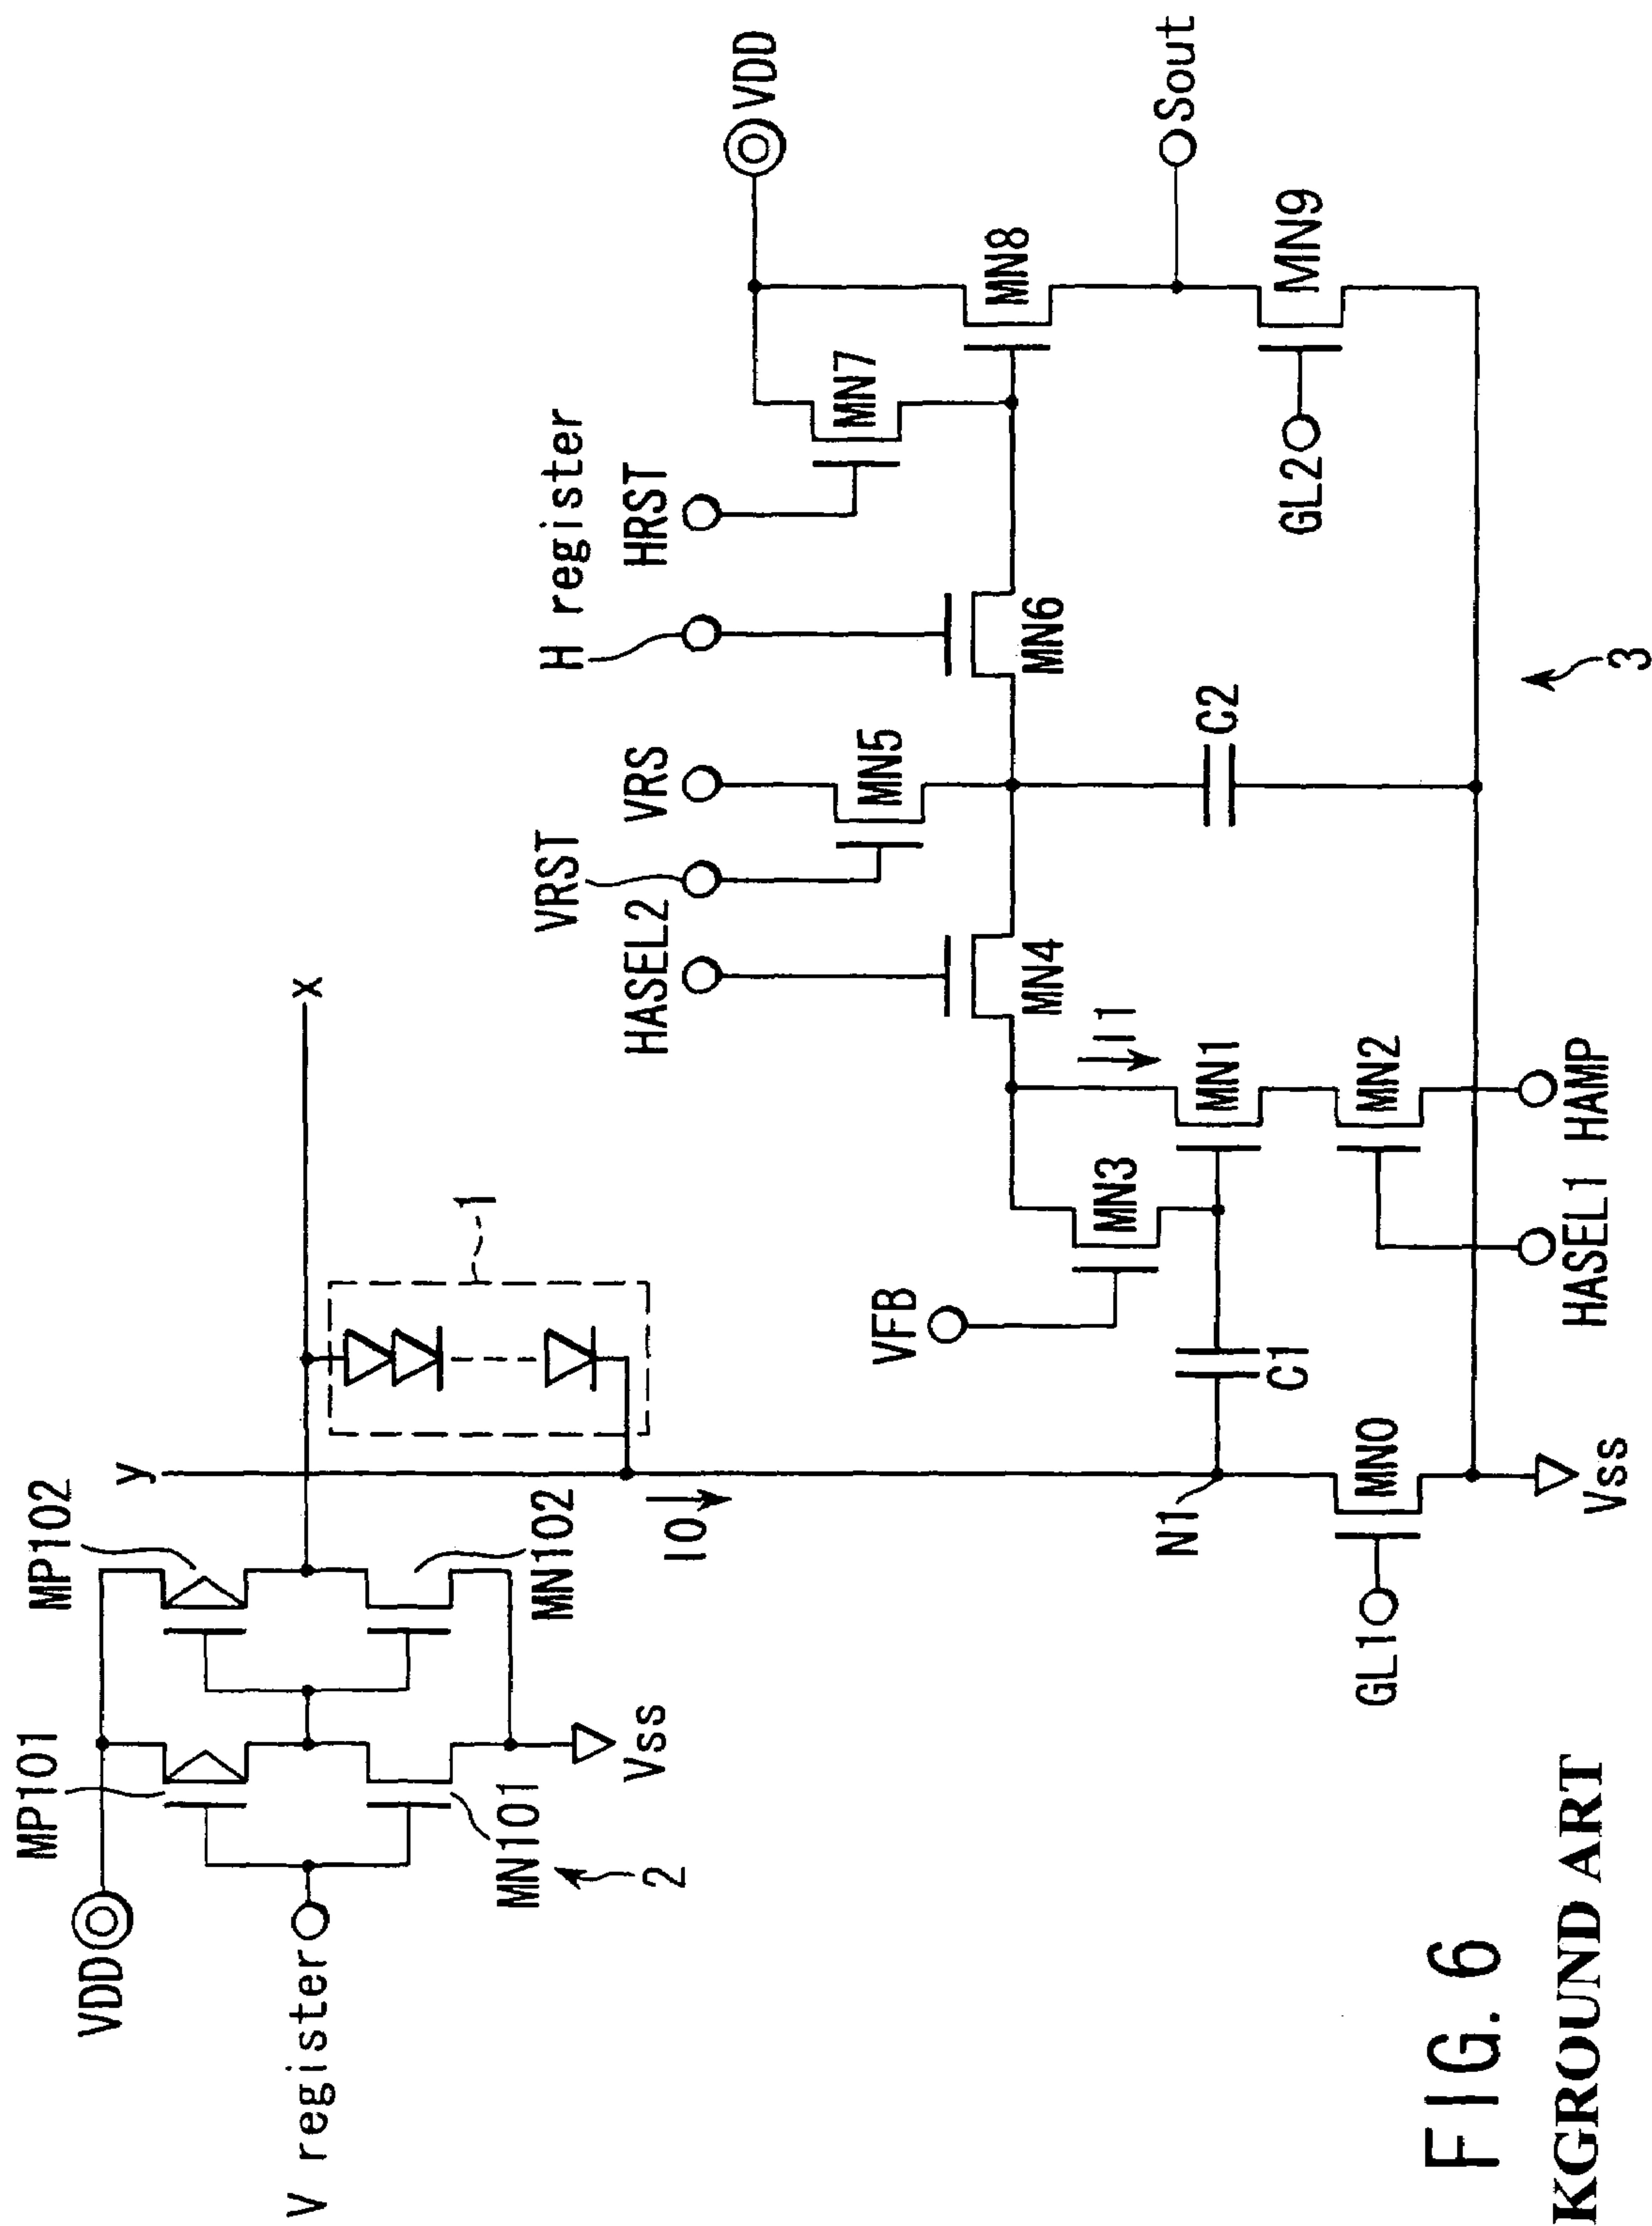 VDD
MP101
MP102
V register
MN101
2
Vss
MN102
y
x
1
I0
N1
GL1
MN0
Vss
C1
VFB
MN3
I1
MN1
MN2
HASEL1
HAMP
HASEL2
MN4
VRST
VRS
MN5
C2
H register
MN6
HRST
MN7
VDD
MN8
Sout
GL2
MN9
3
FIG. 6
KGROUND ART